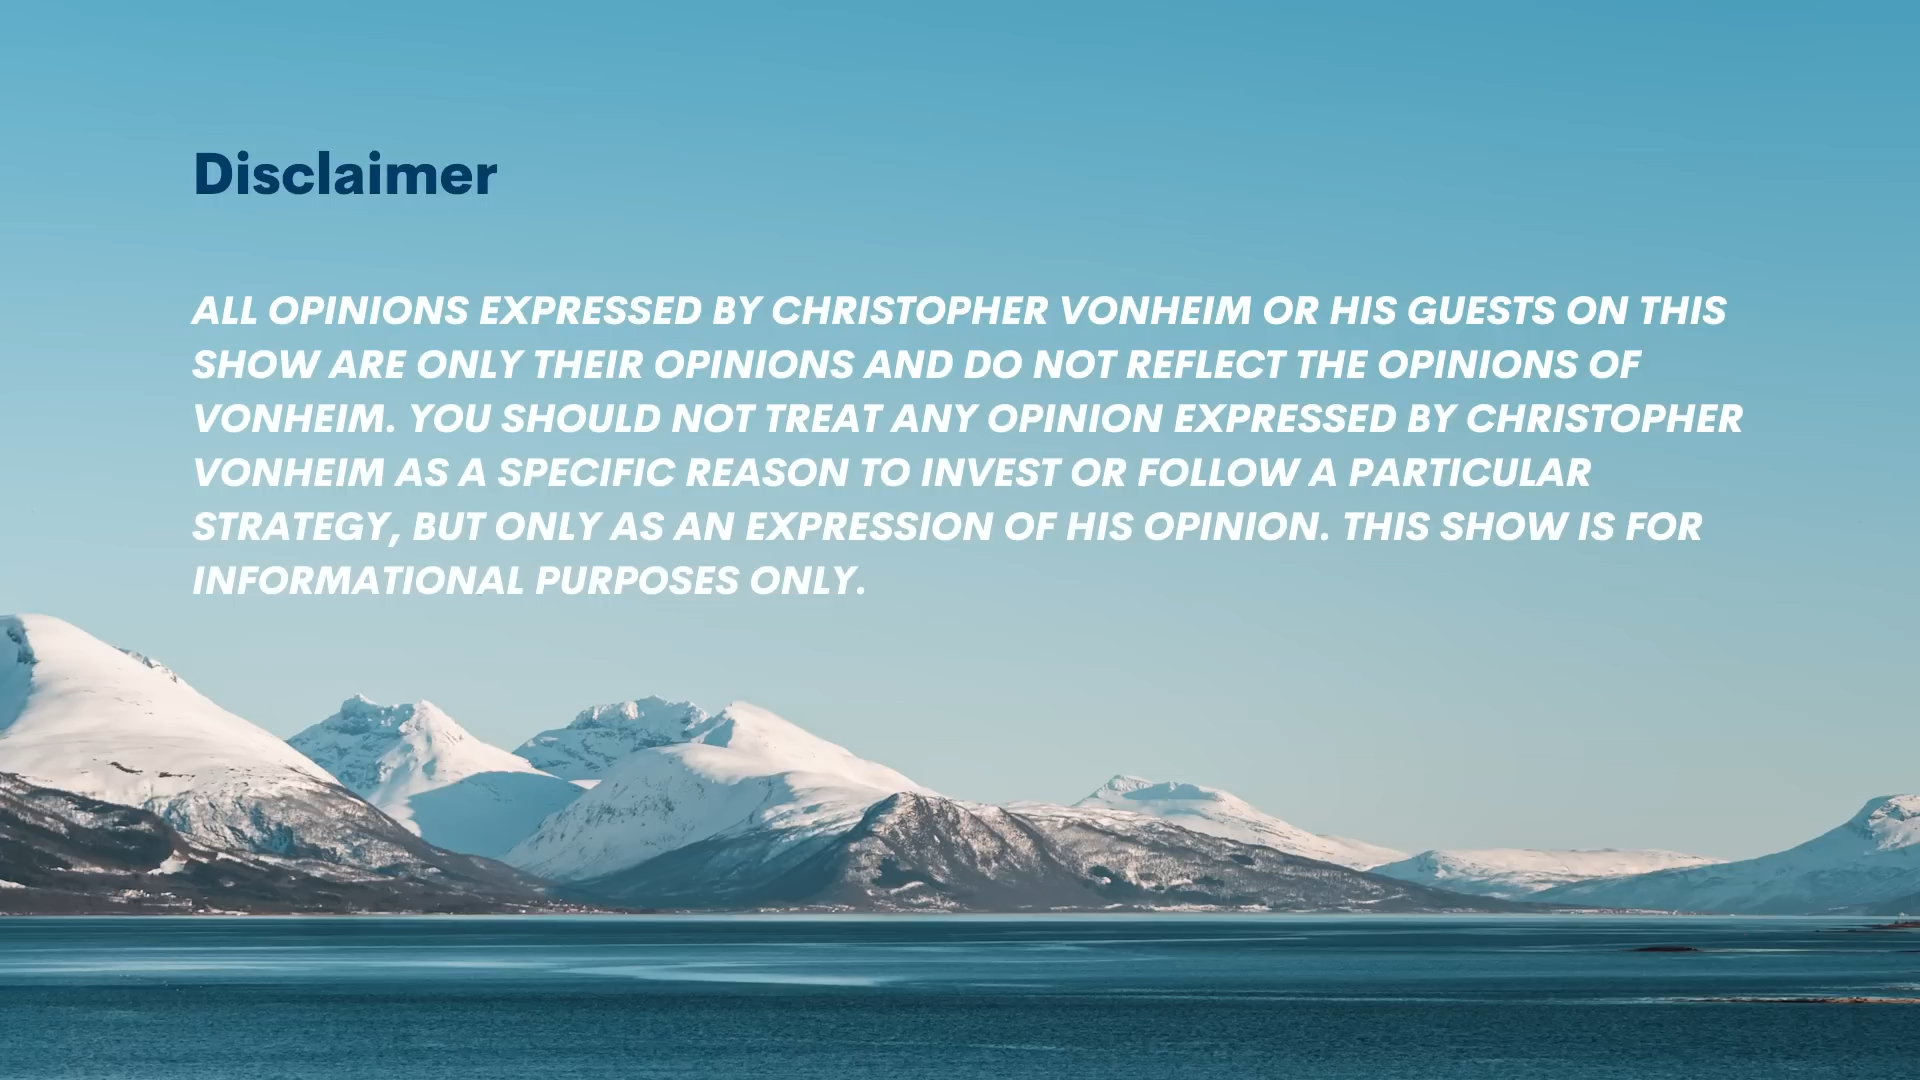 Disclaimer
ALL OPINIONS EXPRESSED BY CHRISTOPHER VONHEIM OR HIS GUESTS ON THIS
SHOW ARE ONLY THEIR OPINIONS AND DO NOT REFLECT THE OPINIONS OF
VONHEIM. YOU SHOULD NOT TREAT ANY OPINION EXPRESSED BY CHRISTOPHER
VONHEIM AS A SPECIFIC REASON TO INVEST OR FOLLOW A PARTICULAR
STRATEGY, BUT ONLY AS AN EXPRESSION OF HIS OPINION. THIS SHOW IS FOR
INFORMATIONAL PURPOSES ONLY.